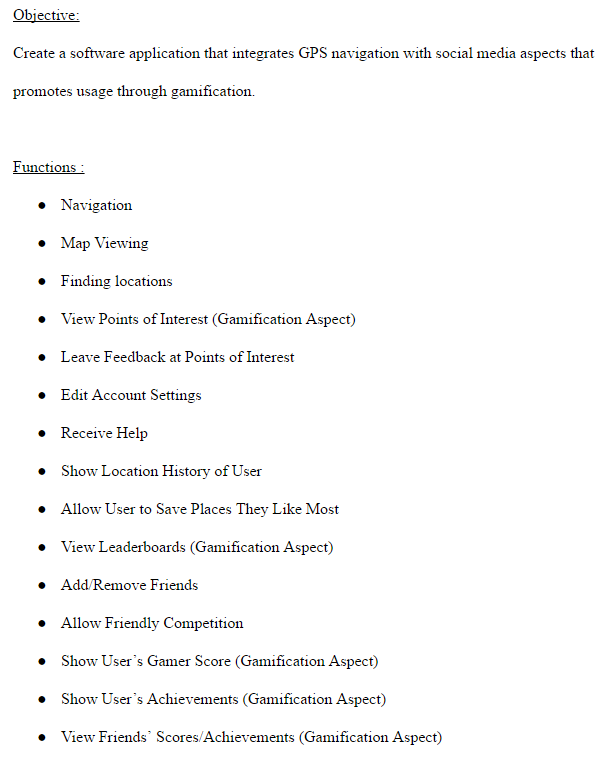 Objective:
Create a software application that integrates GPS navigation with social media aspects that
promotes usage through gamification.
Functions :
● Navigation
● Map Viewing
● Finding locations
● View Points of Interest (Gamification Aspect)
● Leave Feedback at Points of Interest
● Edit Account Settings
● Receive Help
● Show Location History of User
● Allow User to Save Places They Like Most
● View Leaderboards (Gamification Aspect)
● Add/Remove Friends
● Allow Friendly Competition
● Show User’s Gamer Score (Gamification Aspect)
● Show User’s Achievements (Gamification Aspect)
● View Friends’ Scores/Achievements (Gamification Aspect)